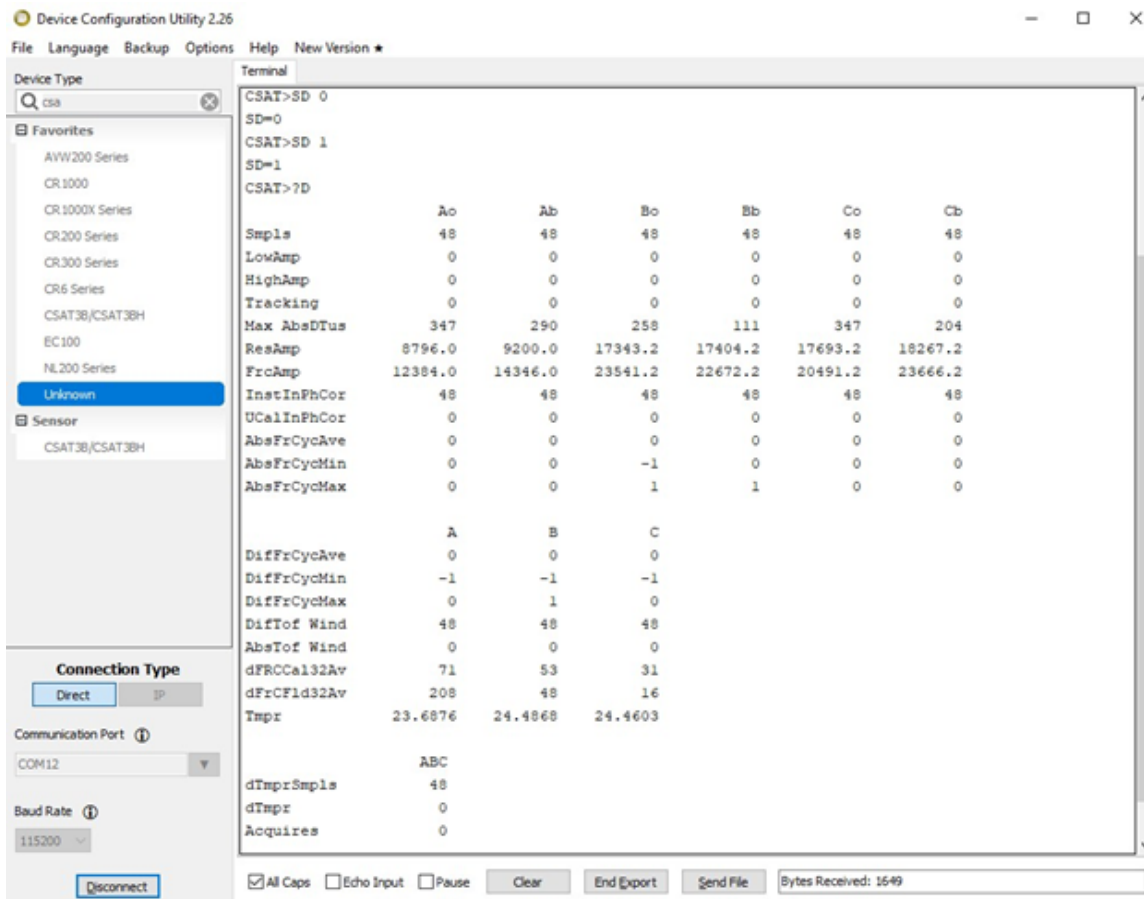 Device Configuration Utility 2.26
File Language Backup Options Help New Version ★
Device Type
csa
Favorites
AVW200 Series
CR1000
CR1000X Series
CR200 Series
CR300 Series
CR6 Series
CSAT3B/CSAT3BH
EC100
NL200 Series
Unknown
Sensor
CSAT3B/CSAT3BH
Connection Type
Direct IP
Communication Port
COM12
Baud Rate
115200
Disconnect
Terminal
CSAT>SD 0
SD=0
CSAT>SD 1
SD=1
CSAT>?D
Ao Ab Bo Bb Co Cb
Smpls 48 48 48 48 48 48
LowAmp 0 0 0 0 0 0
HighAmp 0 0 0 0 0 0
Tracking 0 0 0 0 0 0
Max AbsDTus 347 290 258 111 347 204
ResAmp 8796.0 9200.0 17343.2 17404.2 17693.2 18267.2
FrcAmp 12384.0 14346.0 23541.2 22672.2 20491.2 23666.2
InstInPhCor 48 48 48 48 48 48
UCalInPhCor 0 0 0 0 0 0
AbsFrCycAve 0 0 0 0 0 0
AbsFrCycMin 0 0 -1 0 0 0
AbsFrCycMax 0 0 1 1 0 0
A B C
DifFrCycAve 0 0 0
DifFrCycMin -1 -1 -1
DifFrCycMax 0 1 0
DifTof Wind 48 48 48
AbsTof Wind 0 0 0
dFRCCal32Av 71 53 31
dFrCFld32Av 208 48 16
Tmpr 23.6876 24.4868 24.4603
ABC
dTmprSmpls 48
dTmpr 0
Acquires 0
All Caps Echo Input Pause Clear End Export Send File Bytes Received: 1649